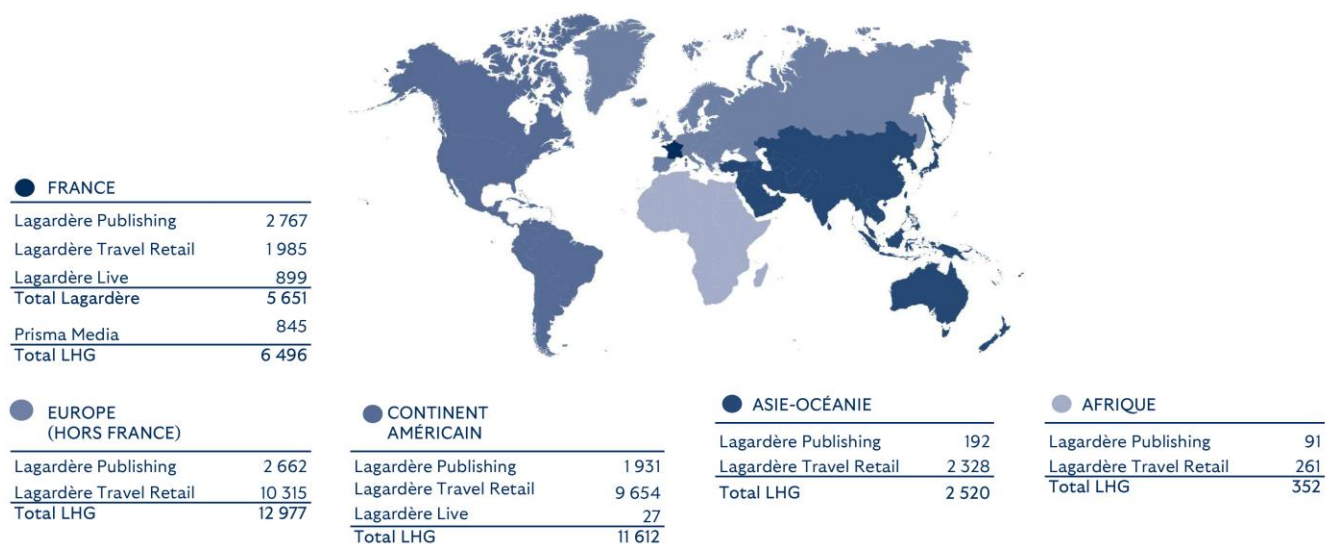 FRANCE
Lagardère Publishing 2 767
Lagardère Travel Retail 1 985
Lagardère Live 899
Total Lagardère 5 651
Prisma Media 845
Total LHG 6 496
EUROPE
(HORS FRANCE)
Lagardère Publishing 2 662
Lagardère Travel Retail 10 315
Total LHG 12 977
CONTINENT
AMÉRICAIN
Lagardère Publishing 1 931
Lagardère Travel Retail 9 654
Lagardère Live 27
Total LHG 11 612
ASIE-OCÉANIE
Lagardère Publishing 192
Lagardère Travel Retail 2 328
Total LHG 2 520
AFRIQUE
Lagardère Publishing 91
Lagardère Travel Retail 261
Total LHG 352